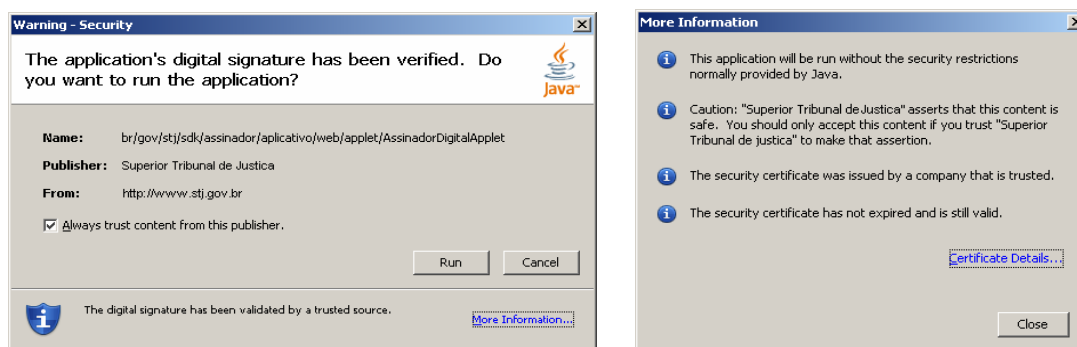 Warning - Security
The application's digital signature has been verified. Do
you want to run the application?
Java
Name: br/gov/stj/sdk/assinador/aplicativo/web/applet/AssinadorDigitalApplet
Publisher: Superior Tribunal de Justica
From: http://www.stj.gov.br
Always trust content from this publisher.
Run Cancel
The digital signature has been validated by a trusted source.
More Information...
More Information
This application will be run without the security restrictions
normally provided by Java.
Caution: "Superior Tribunal de Justica" asserts that this content is
safe. You should only accept this content if you trust "Superior
Tribunal de justica" to make that assertion.
The security certificate was issued by a company that is trusted.
The security certificate has not expired and is still valid.
Certificate Details...
Close